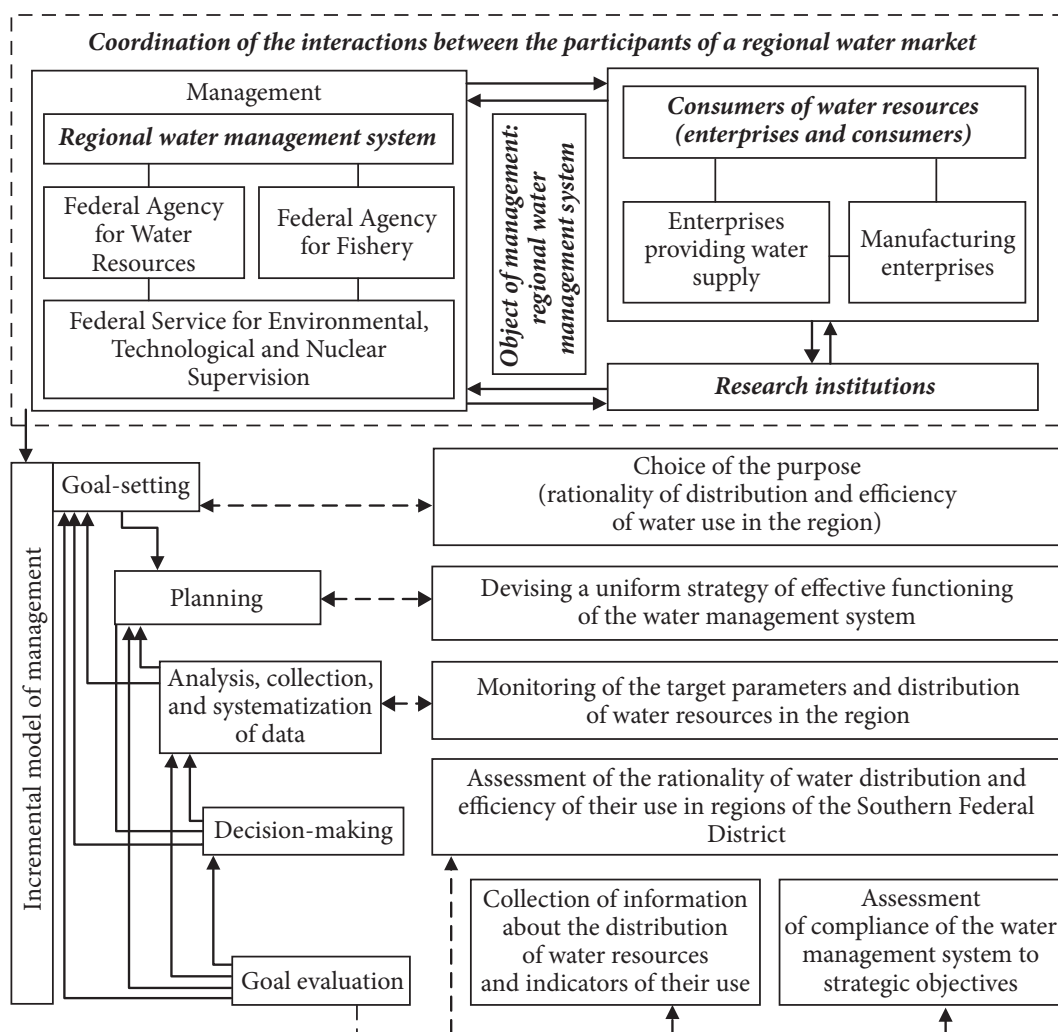 Coordination of the interactions between the participants of a regional water market
Management
Regional water management system
Federal Agency
for Water
Resources
Federal Agency
for Fishery
Federal Service for Environmental,
Technological and Nuclear
Supervision
Object of management:
regional water
management system
Consumers of water resources
(enterprises and consumers)
Enterprises
providing water
supply
Manufacturing
enterprises
Research institutions
Incremental model of management
Goal-setting
Choice of the purpose
(rationality of distribution and efficiency
of water use in the region)
Planning
Devising a uniform strategy of effective functioning
of the water management system
Analysis, collection,
and systematization
of data
Monitoring of the target parameters and distribution
of water resources in the region
Assessment of the rationality of water distribution and
efficiency of their use in regions of the Southern Federal
District
Decision-making
Collection of information
about the distribution
of water resources
and indicators of their use
Assessment
of compliance of the water
management system to
strategic objectives
Goal evaluation